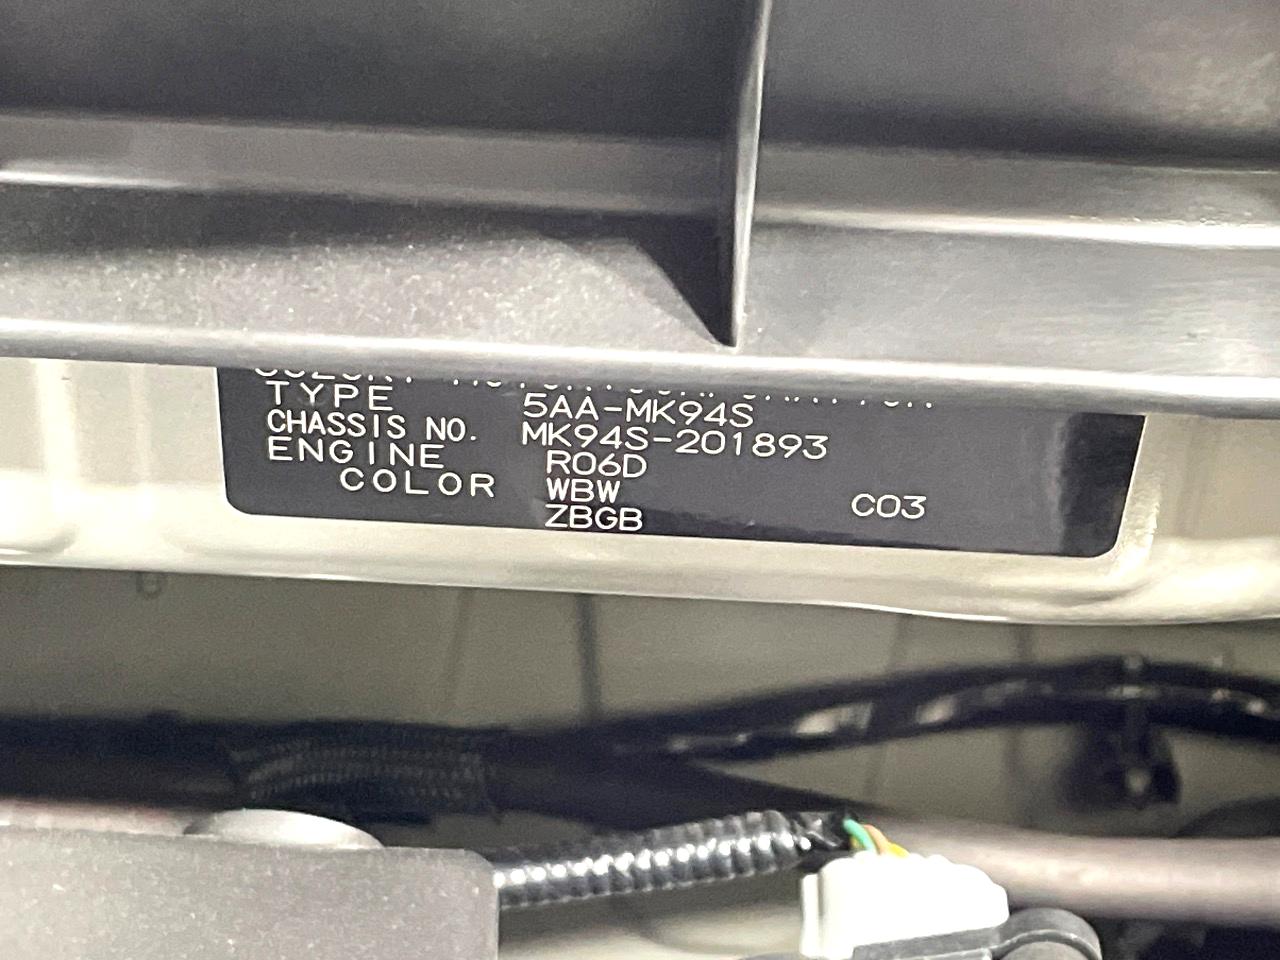 TYPE 5AA-MK94S
CHASSIS NO. MK94S-201893
ENGINE R06D
COLOR WBW C03
ZBGB